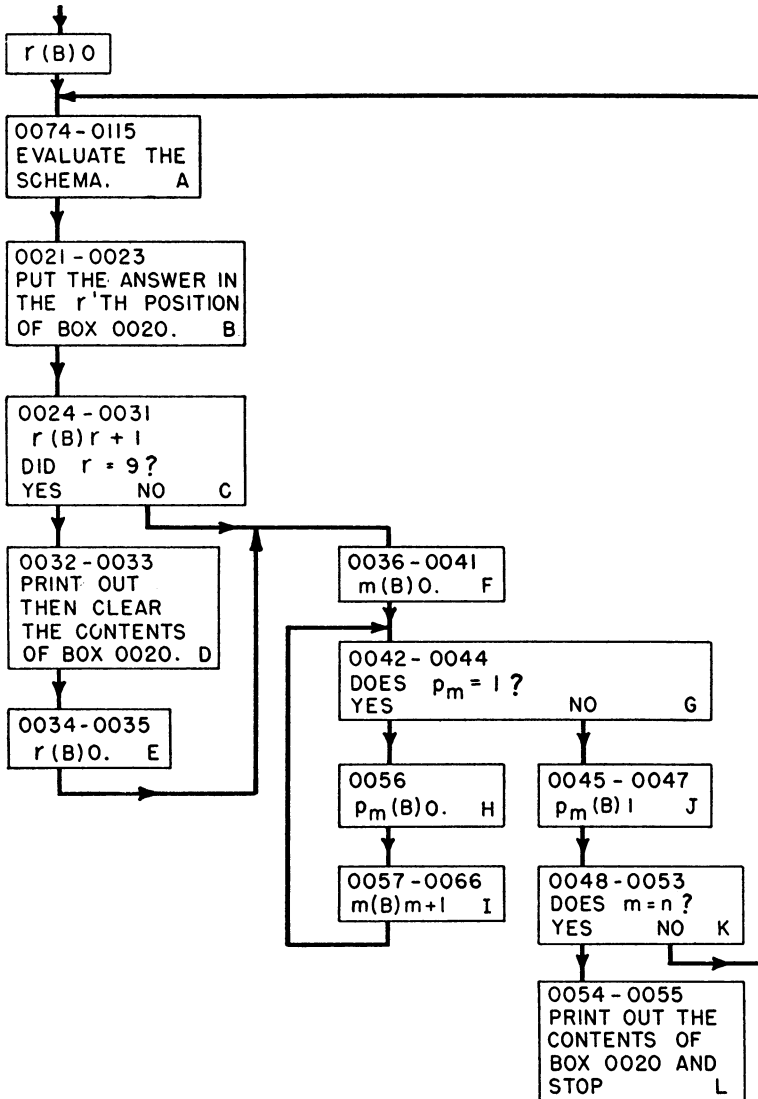 r(B)0
0074-0115
EVALUATE THE
SCHEMA. A
0021-0023
PUT THE ANSWER IN
THE r'TH POSITION
OF BOX 0020. B
0024-0031
r(B)r+1
DID r = 9?
YES NO C
0032-0033
PRINT OUT
THEN CLEAR
THE CONTENTS
OF BOX 0020. D
0034-0035
r(B)0. E
0036-0041
m(B)0. F
0042-0044
DOES pm = 1?
YES NO G
0056
pm(B)0. H
0057-0066
m(B)m+1 I
0045-0047
pm(B)1 J
0048-0053
DOES m=n?
YES NO K
0054-0055
PRINT OUT THE
CONTENTS OF
BOX 0020 AND
STOP L